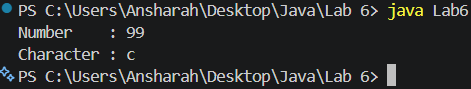 PS C:\Users\Ansharah\Desktop\Java\Lab 6> java Lab6
Number    : 99
Character : c
PS C:\Users\Ansharah\Desktop\Java\Lab 6>